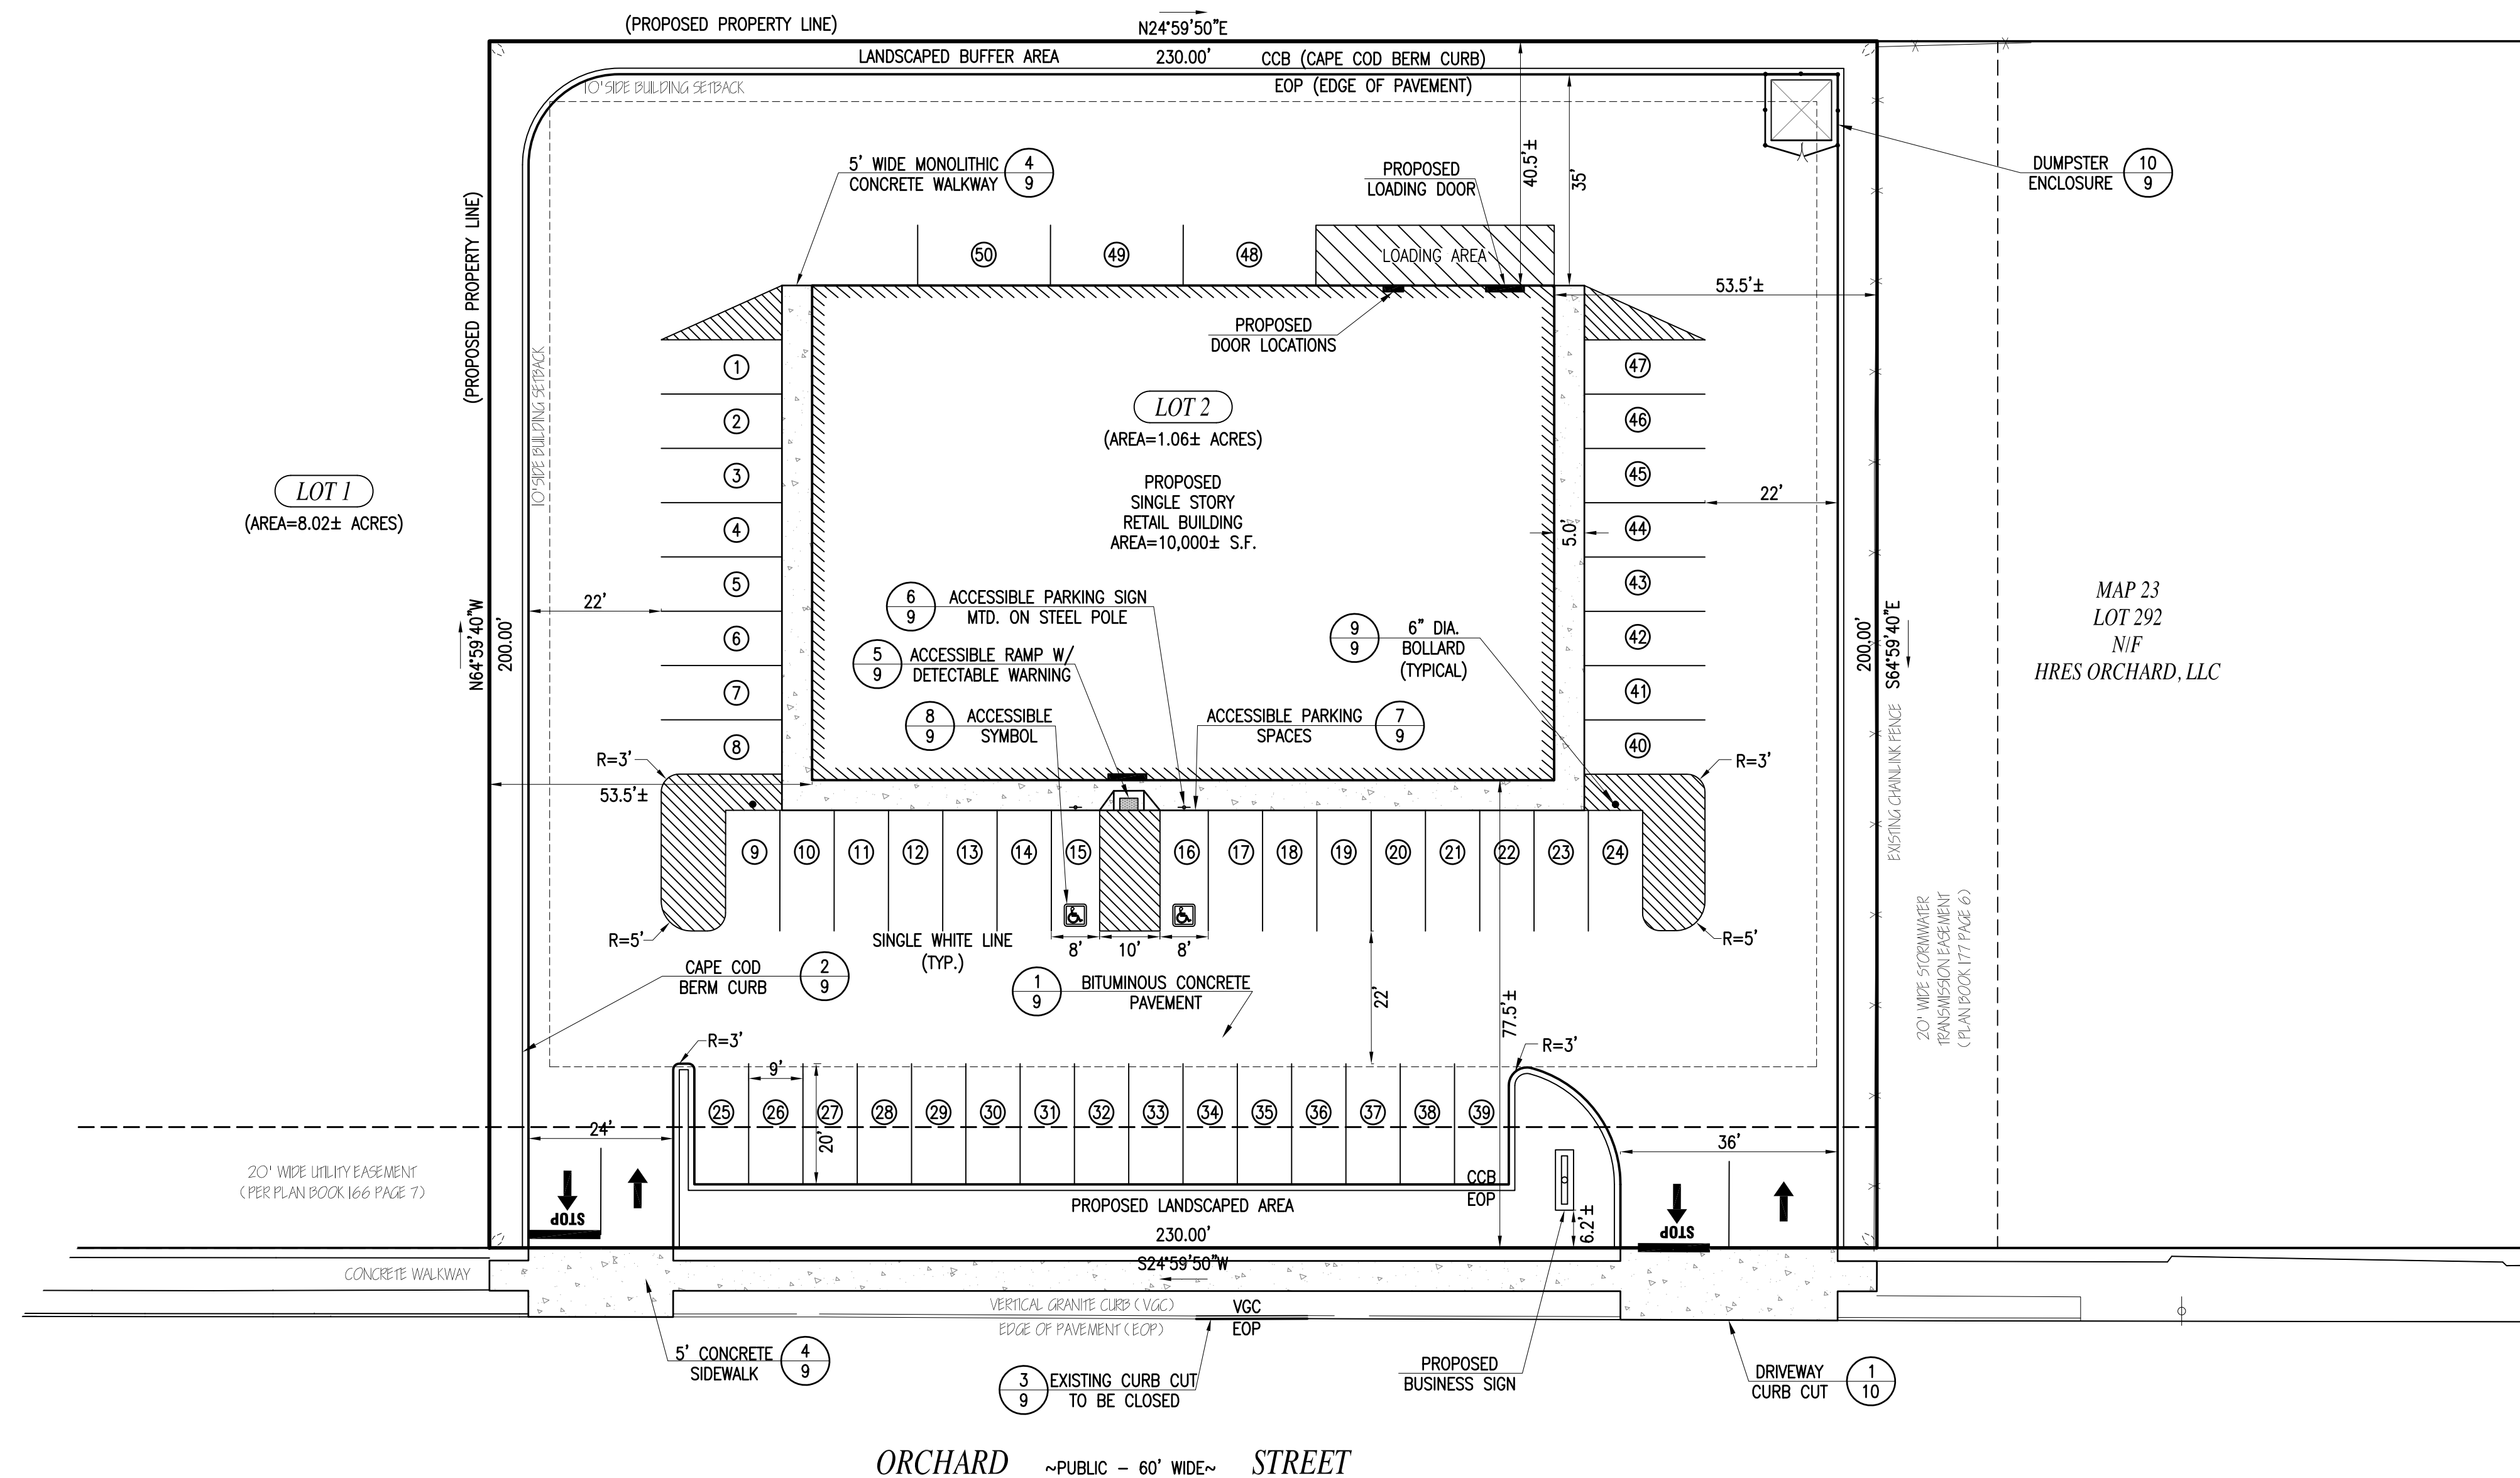 (PROPOSED PROPERTY LINE)
N24°59'50"E
LANDSCAPED BUFFER AREA
230.00'
CCB (CAPE COD BERM CURB)
EOP (EDGE OF PAVEMENT)
10' SIDE BUILDING SETBACK
5' WIDE MONOLITHIC
CONCRETE WALKWAY
4
9
PROPOSED
LOADING DOOR
40.5'±
35'
DUMPSTER
ENCLOSURE
10
9
50
49
48
LOADING AREA
53.5'±
PROPOSED
DOOR LOCATIONS
(PROPOSED PROPERTY LINE)
10' SIDE BUILDING SETBACK
1
2
3
4
5
6
7
8
47
46
45
44
43
42
41
40
LOT 2
(AREA=1.06± ACRES)
PROPOSED
SINGLE STORY
RETAIL BUILDING
AREA=10,000± S.F.
LOT 1
(AREA=8.02± ACRES)
22'
5.0'
22'
N64°59'40"W
200.00'
200.00'
S64°59'40"E
MAP 23
LOT 292
N/F
HRES ORCHARD, LLC
6
9
ACCESSIBLE PARKING SIGN
MTD. ON STEEL POLE
5
9
ACCESSIBLE RAMP W/
DETECTABLE WARNING
8
9
ACCESSIBLE
SYMBOL
9
9
6" DIA.
BOLLARD
(TYPICAL)
ACCESSIBLE PARKING
SPACES
7
9
EXISTING CHAINLINK FENCE
R=3'
53.5'±
R=3'
9
10
11
12
13
14
15
16
17
18
19
20
21
22
23
24
R=5'
R=5'
SINGLE WHITE LINE
(TYP.)
8'
10'
8'
CAPE COD
BERM CURB
2
9
1
9
BITUMINOUS CONCRETE
PAVEMENT
22'
77.5'±
20' WIDE STORMWATER
TRANSMISSION EASEMENT
(PLAN BOOK 177 PAGE 6)
R=3'
R=3'
9'
25
26
27
28
29
30
31
32
33
34
35
36
37
38
39
24'
20'
36'
20' WIDE UTILITY EASEMENT
(PER PLAN BOOK 166 PAGE 7)
STOP
CCB
EOP
PROPOSED LANDSCAPED AREA
230.00'
6.2'±
STOP
S24°59'50"W
CONCRETE WALKWAY
VERTICAL GRANITE CURB (VGC)
EDGE OF PAVEMENT (EOP)
VGC
EOP
5' CONCRETE
SIDEWALK
4
9
3
9
EXISTING CURB CUT
TO BE CLOSED
PROPOSED
BUSINESS SIGN
DRIVEWAY
CURB CUT
1
10
ORCHARD ~PUBLIC - 60' WIDE~ STREET